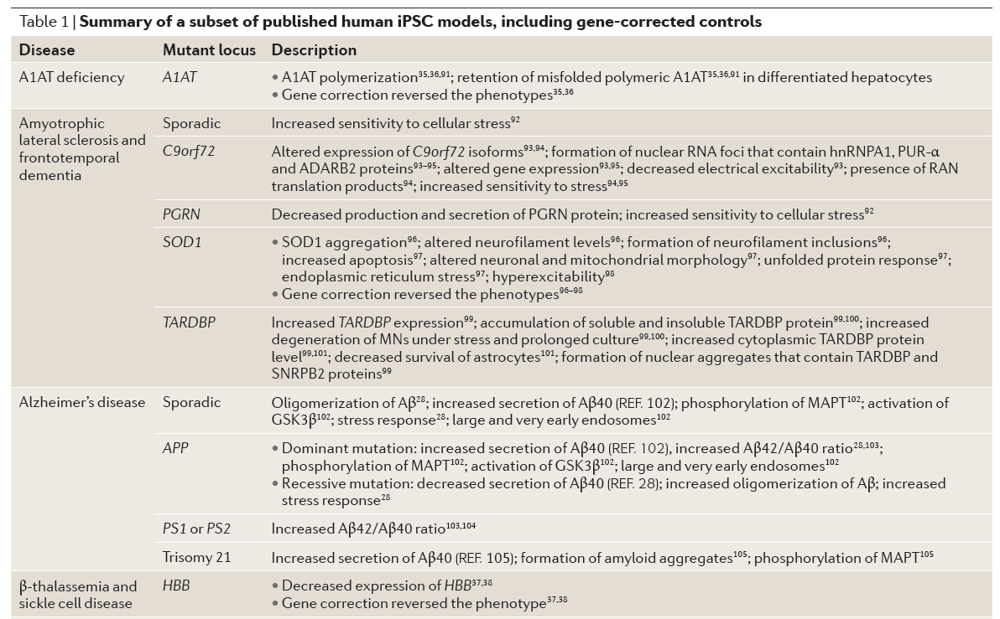 Table 1 | Summary of a subset of published human iPSC models, including gene-corrected controls
Disease Mutant locus Description
A1AT deficiency A1AT • A1AT polymerization35,36,91; retention of misfolded polymeric A1AT35,36,91 in differentiated hepatocytes
• Gene correction reversed the phenotypes35,36
Amyotrophic
lateral sclerosis and
frontotemporal
dementia
Sporadic Increased sensitivity to cellular stress92
C9orf72 Altered expression of C9orf72 isoforms93,94; formation of nuclear RNA foci that contain hnRNPA1, PUR-α
and ADARB2 proteins93–95; altered gene expression93,95; decreased electrical excitability93; presence of RAN
translation products94; increased sensitivity to stress94,95
PGRN Decreased production and secretion of PGRN protein; increased sensitivity to cellular stress92
SOD1 • SOD1 aggregation96; altered neurofilament levels96; formation of neurofilament inclusions96;
increased apoptosis97; altered neuronal and mitochondrial morphology97; unfolded protein response97;
endoplasmic reticulum stress97; hyperexcitability98
• Gene correction reversed the phenotypes96–98
TARDBP Increased TARDBP expression99; accumulation of soluble and insoluble TARDBP protein99,100; increased
degeneration of MNs under stress and prolonged culture99,100; increased cytoplasmic TARDBP protein
level99,101; decreased survival of astrocytes101; formation of nuclear aggregates that contain TARDBP and
SNRPB2 proteins99
Alzheimer's disease Sporadic Oligomerization of Aβ28; increased secretion of Aβ40 (REF. 102); phosphorylation of MAPT102; activation of
GSK3β102; stress response28; large and very early endosomes102
APP • Dominant mutation: increased secretion of Aβ40 (REF. 102), increased Aβ42/Aβ40 ratio28,103;
phosphorylation of MAPT102; activation of GSK3β102; large and very early endosomes102
• Recessive mutation: decreased secretion of Aβ40 (REF. 28); increased oligomerization of Aβ; increased
stress response28
PS1 or PS2 Increased Aβ42/Aβ40 ratio103,104
Trisomy 21 Increased secretion of Aβ40 (REF. 105); formation of amyloid aggregates105; phosphorylation of MAPT105
β-thalassemia and
sickle cell disease
HBB • Decreased expression of HBB37,38
• Gene correction reversed the phenotype37,38